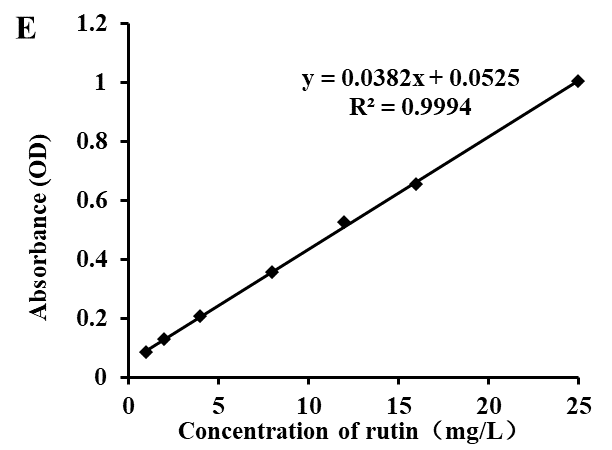 E
1.2
1
0.8
0.6
0.4
0.2
0
y = 0.0382x + 0.0525
R² = 0.9994
Absorbance (OD)
0 5 10 15 20 25
Concentration of rutin（mg/L）